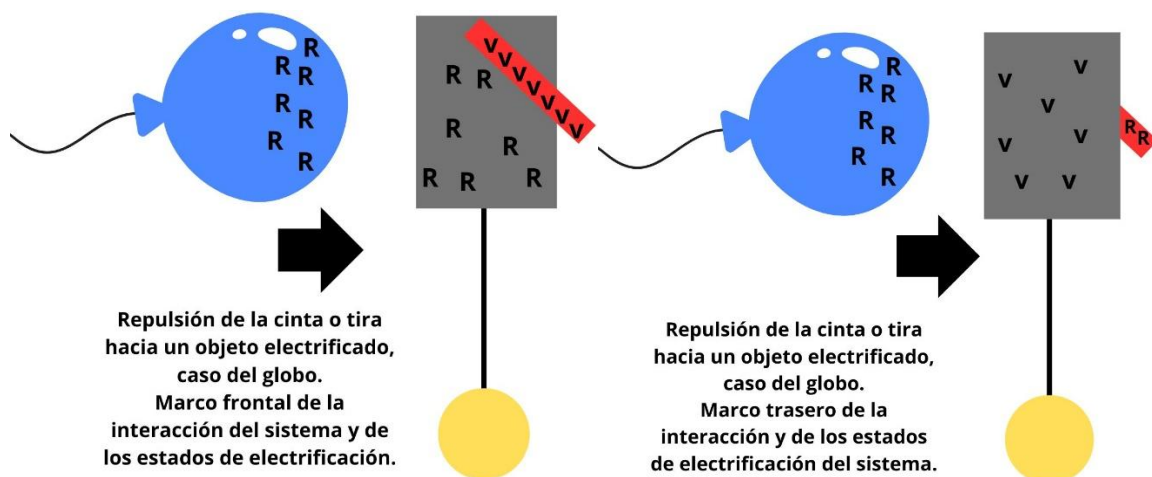 R
R R
R
R
R
R
v v v v v v v
R R
R
R
R R R
Repulsión de la cinta o tira
hacia un objeto electrificado,
caso del globo.
Marco frontal de la
interacción del sistema y de
los estados de electrificación.
R
R R
R
R
R
R
v v
v
v v
v v
R R
Repulsión de la cinta o tira
hacia un objeto electrificado,
caso del globo.
Marco trasero de la
interacción y de los estados
de electrificación del sistema.